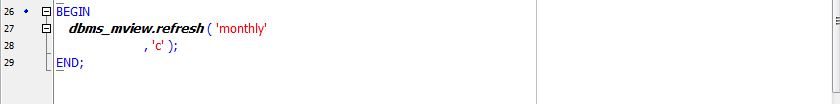 26 BEGIN
27 dbms_mview.refresh ( 'monthly'
28 , 'c' );
29 END;